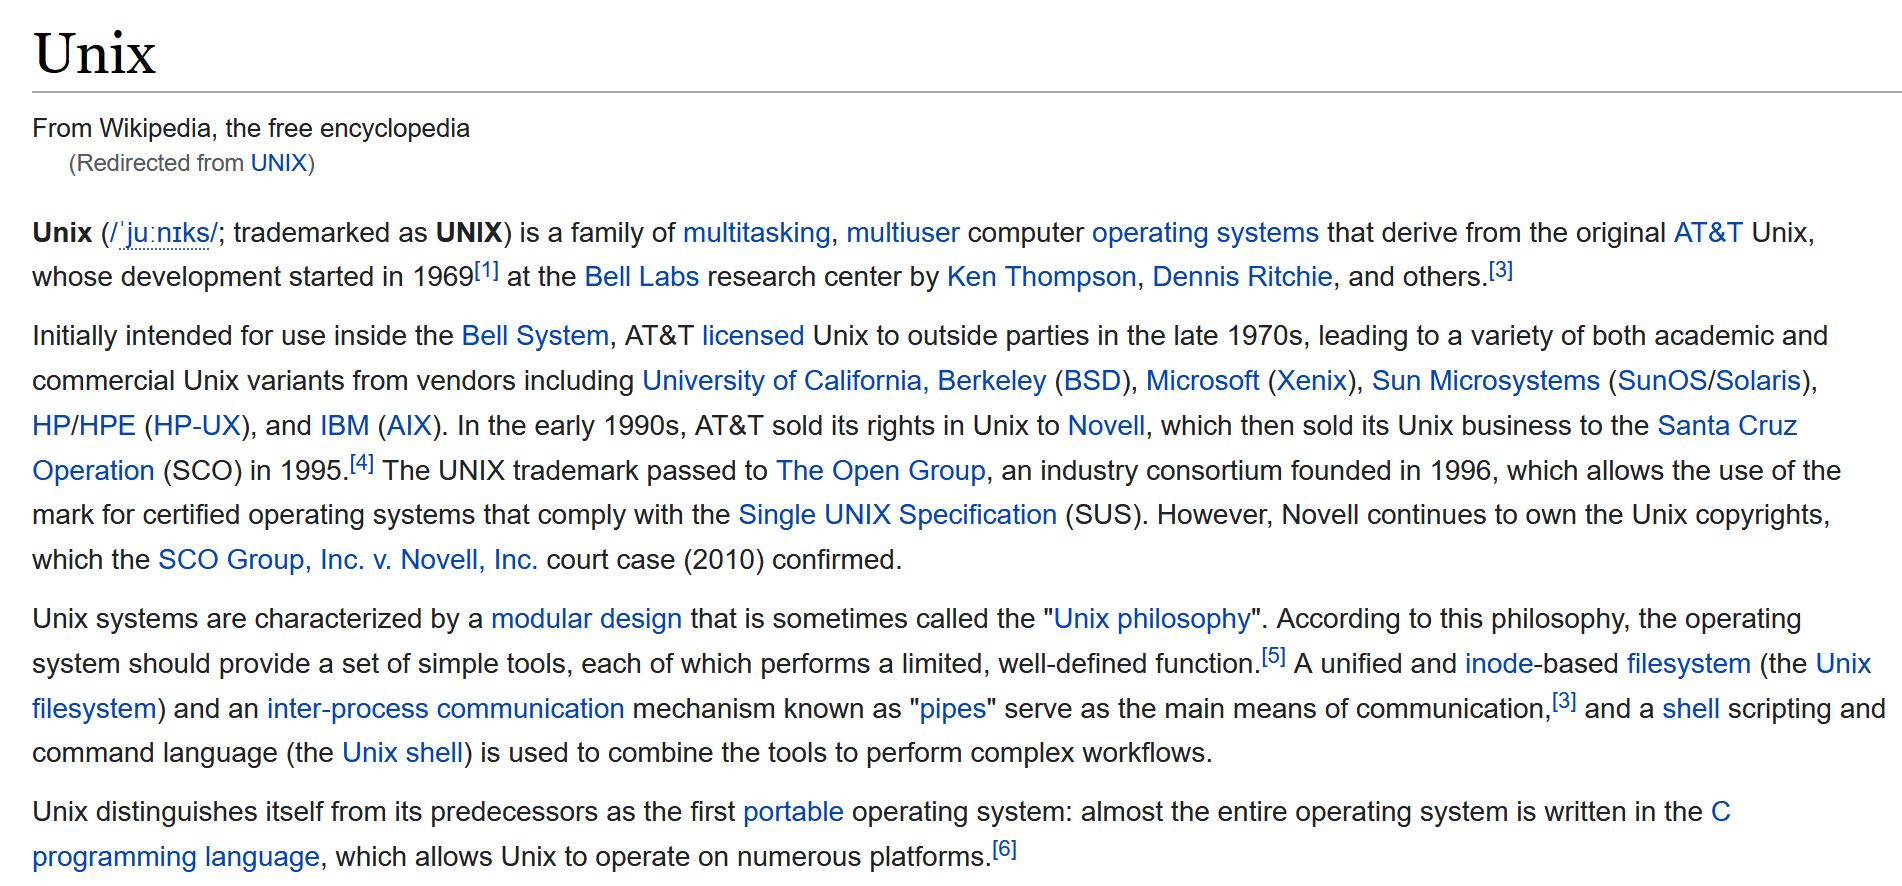 Unix
From Wikipedia, the free encyclopedia
(Redirected from UNIX)
Unix (/ˈjuːnɪks/; trademarked as UNIX) is a family of multitasking, multiuser computer operating systems that derive from the original AT&T Unix,
whose development started in 1969[1] at the Bell Labs research center by Ken Thompson, Dennis Ritchie, and others.[3]
Initially intended for use inside the Bell System, AT&T licensed Unix to outside parties in the late 1970s, leading to a variety of both academic and
commercial Unix variants from vendors including University of California, Berkeley (BSD), Microsoft (Xenix), Sun Microsystems (SunOS/Solaris),
HP/HPE (HP-UX), and IBM (AIX). In the early 1990s, AT&T sold its rights in Unix to Novell, which then sold its Unix business to the Santa Cruz
Operation (SCO) in 1995.[4] The UNIX trademark passed to The Open Group, an industry consortium founded in 1996, which allows the use of the
mark for certified operating systems that comply with the Single UNIX Specification (SUS). However, Novell continues to own the Unix copyrights,
which the SCO Group, Inc. v. Novell, Inc. court case (2010) confirmed.
Unix systems are characterized by a modular design that is sometimes called the "Unix philosophy". According to this philosophy, the operating
system should provide a set of simple tools, each of which performs a limited, well-defined function.[5] A unified and inode-based filesystem (the Unix
filesystem) and an inter-process communication mechanism known as "pipes" serve as the main means of communication,[3] and a shell scripting and
command language (the Unix shell) is used to combine the tools to perform complex workflows.
Unix distinguishes itself from its predecessors as the first portable operating system: almost the entire operating system is written in the C
programming language, which allows Unix to operate on numerous platforms.[6]